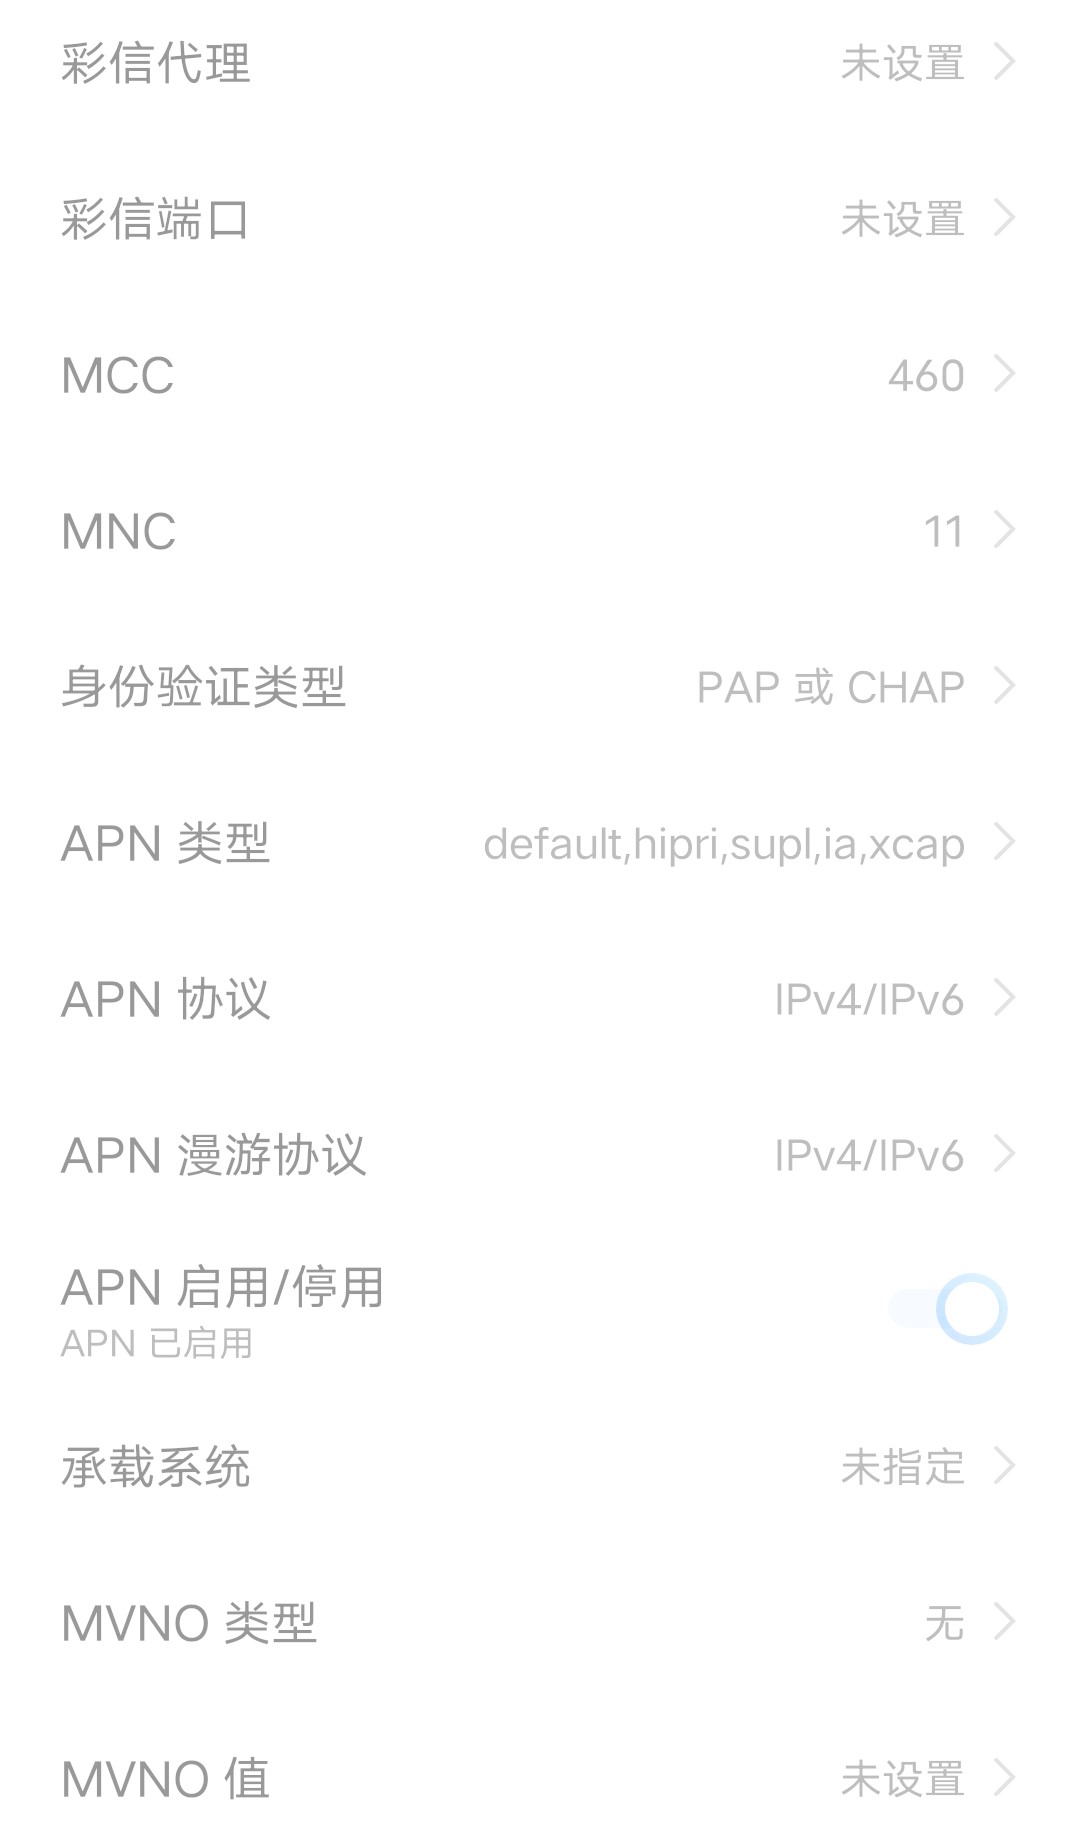 彩信代理 未设置
彩信端口 未设置
MCC 460
MNC 11
身份验证类型 PAP 或 CHAP
APN 类型 default,hipri,supl,ia,xcap
APN 协议 IPv4/IPv6
APN 漫游协议 IPv4/IPv6
APN 启用/停用
APN 已启用
承载系统 未指定
MVNO 类型 无
MVNO 值 未设置